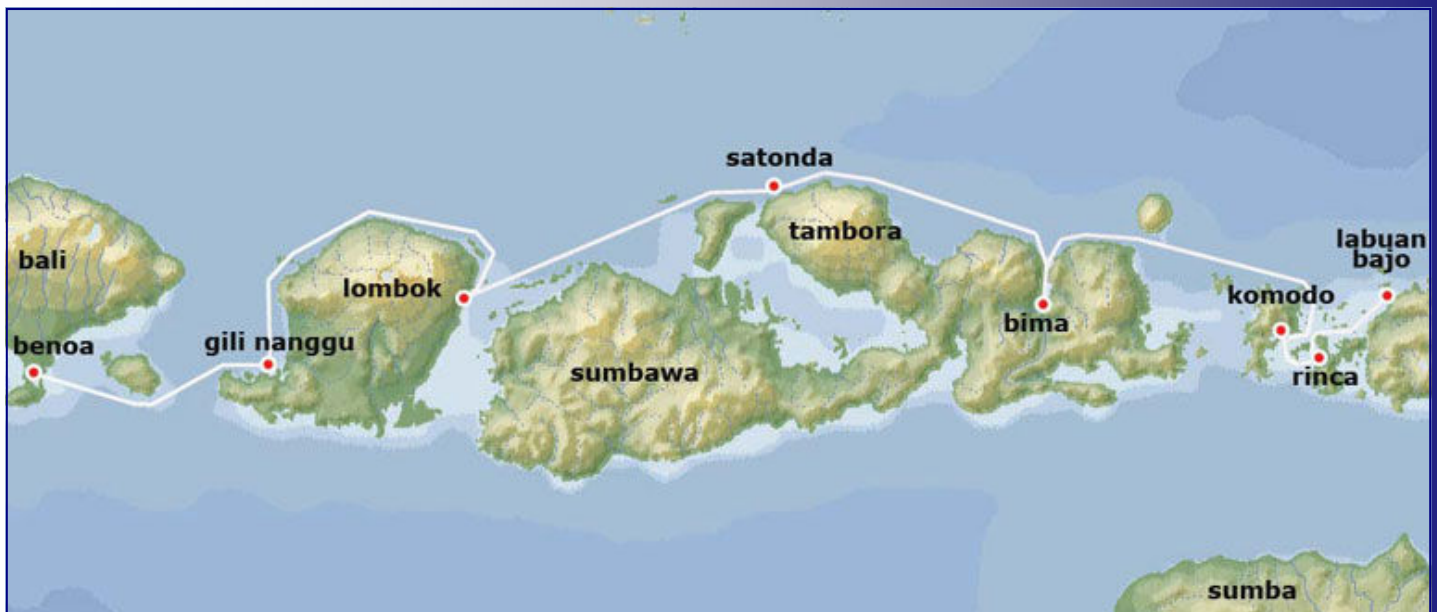 satonda
tambora
labuan
bajo
bali
lombok
komodo
bima
benoa
gili nanggu
sumbawa
rinca
sumba